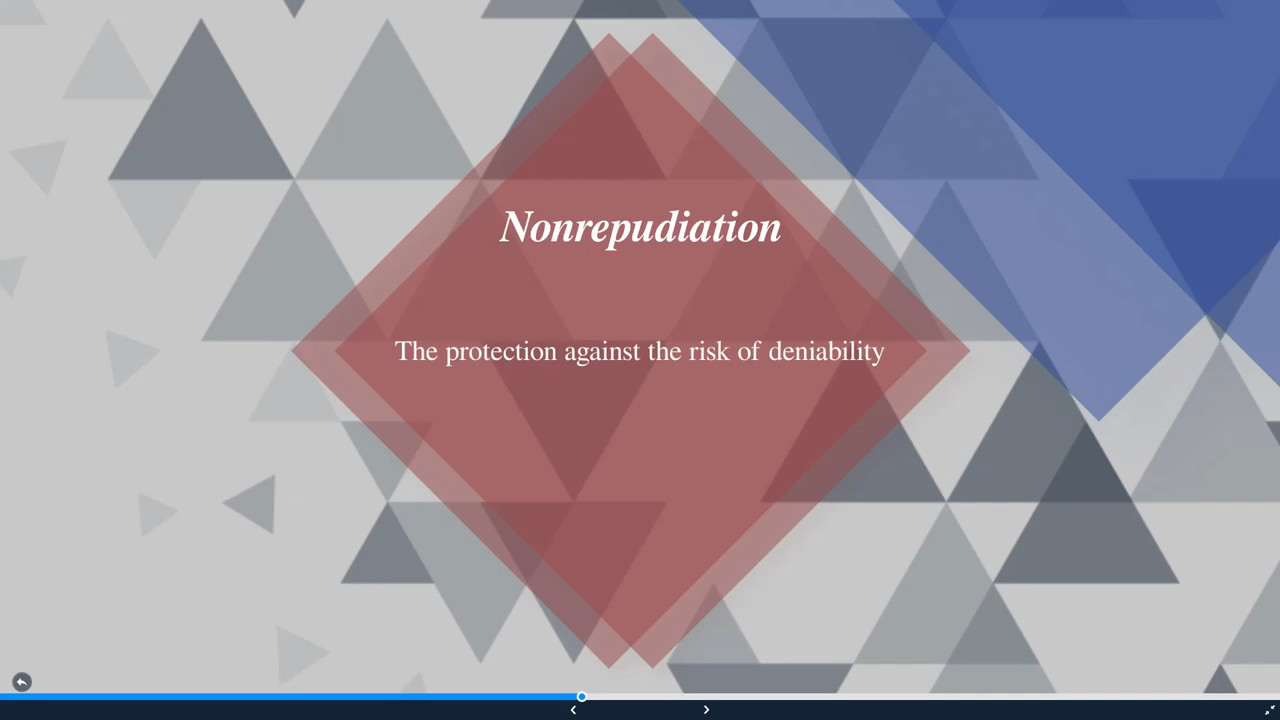 Nonrepudiation
The protection against the risk of deniability